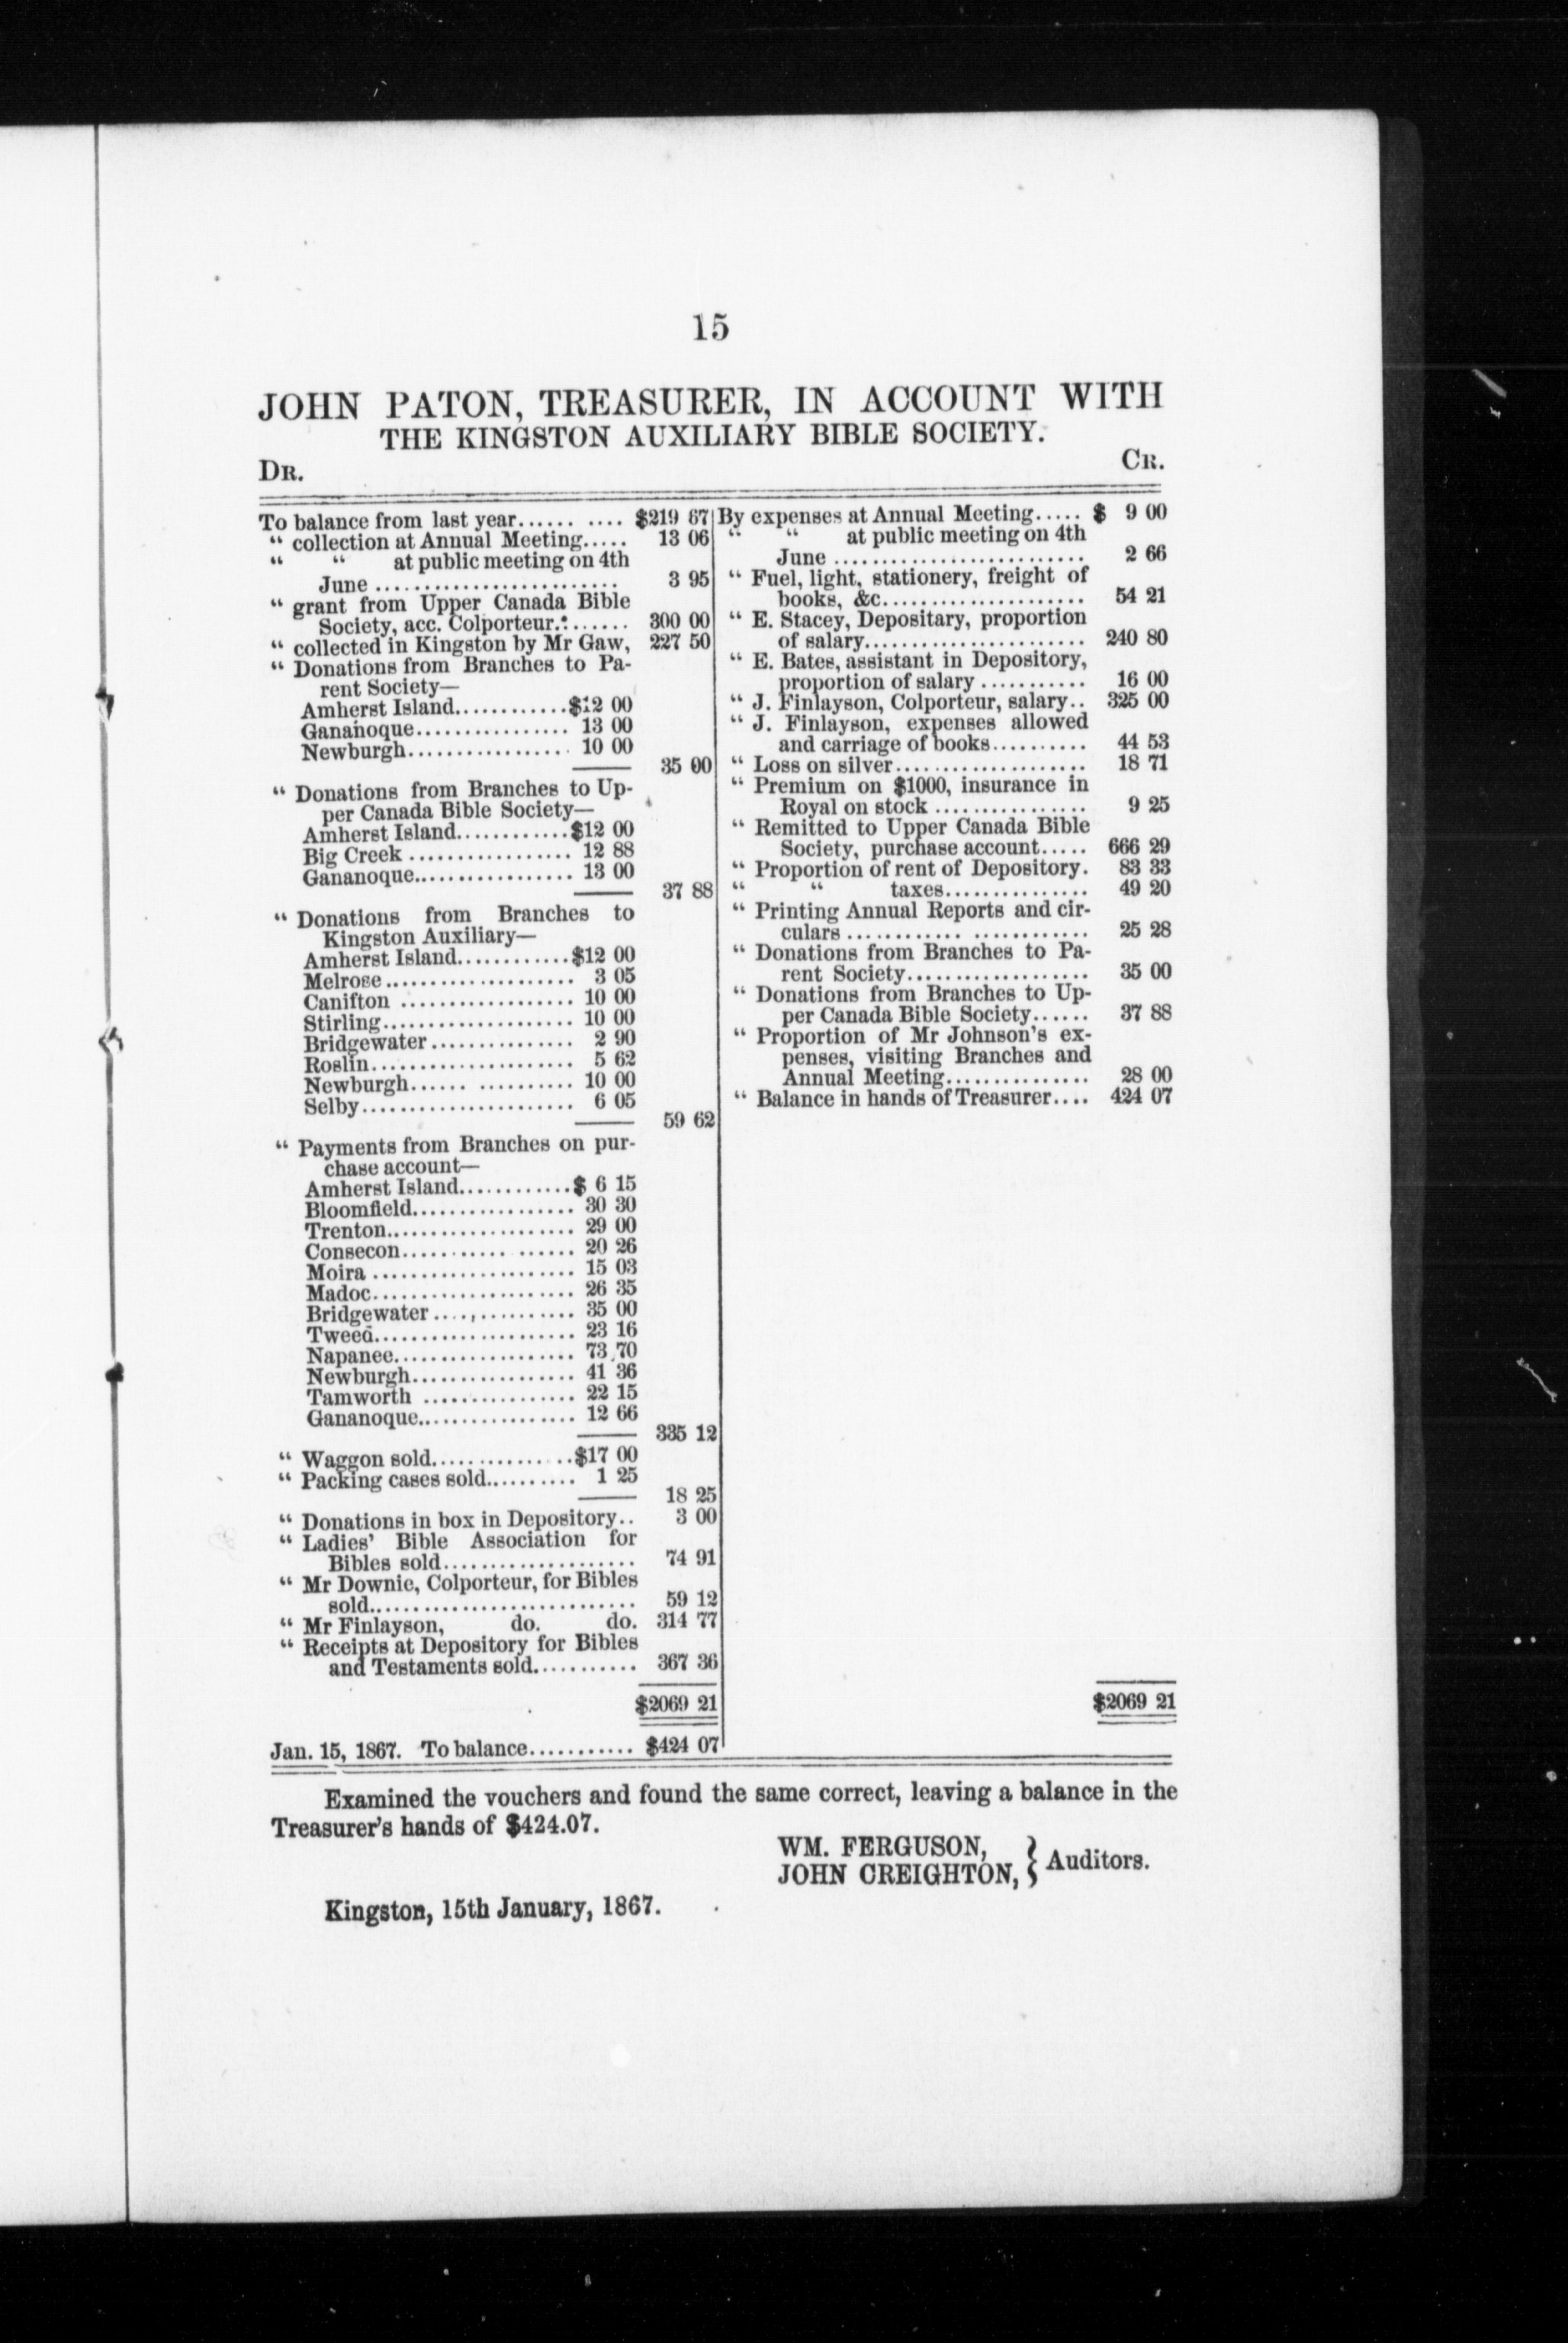 15
JOHN PATON, TREASURER, IN ACCOUNT WITH
THE KINGSTON AUXILIARY BIBLE SOCIETY.
DR.
CR.
To balance from last year...... .... $219 67
“ collection at Annual Meeting..... 13 06
“ “ at public meeting on 4th
June ......................... 3 95
“ grant from Upper Canada Bible
Society, acc. Colporteur.:...... 300 00
“ collected in Kingston by Mr Gaw, 227 50
“ Donations from Branches to Pa-
rent Society—
Amherst Island............$12 00
Gananoque................ 13 00
Newburgh................. 10 00
35 00
“ Donations from Branches to Up-
per Canada Bible Society—
Amherst Island............$12 00
Big Creek ................. 12 88
Gananoque................ 13 00
37 88
“ Donations from Branches to
Kingston Auxiliary—
Amherst Island............$12 00
Melrose.................... 3 05
Canifton .................. 10 00
Stirling.................... 10 00
Bridgewater............... 2 90
Roslin..................... 5 62
Newburgh...... .......... 10 00
Selby...................... 6 05
59 62
“ Payments from Branches on pur-
chase account—
Amherst Island............$ 6 15
Bloomfield................. 30 30
Trenton.................... 29 00
Consecon.......... ...... 20 26
Moira ..................... 15 03
Madoc..................... 26 35
Bridgewater....,.......... 35 00
Tweed..................... 23 16
Napanee................... 73 70
Newburgh................. 41 36
Tamworth ................ 22 15
Gananoque................ 12 66
335 12
“ Waggon sold..............$17 00
“ Packing cases sold.......... 1 25
18 25
“ Donations in box in Depository.. 3 00
“ Ladies’ Bible Association for
Bibles sold.................... 74 91
“ Mr Downie, Colporteur, for Bibles
sold........................... 59 12
“ Mr Finlayson, do. do. 314 77
“ Receipts at Depository for Bibles
and Testaments sold........... 367 36
$2069 21
Jan. 15, 1867. To balance........... $424 07
By expenses at Annual Meeting..... $ 9 00
“ “ at public meeting on 4th
June .......................... 2 66
“ Fuel, light, stationery, freight of
books, &c..................... 54 21
“ E. Stacey, Depositary, proportion
of salary....................... 240 80
“ E. Bates, assistant in Depository,
proportion of salary ........... 16 00
“ J. Finlayson, Colporteur, salary.. 325 00
“ J. Finlayson, expenses allowed
and carriage of books.......... 44 53
“ Loss on silver.................... 18 71
“ Premium on $1000, insurance in
Royal on stock ................ 9 25
“ Remitted to Upper Canada Bible
Society, purchase account..... 666 29
“ Proportion of rent of Depository. 83 33
“ “ taxes............... 49 20
“ Printing Annual Reports and cir-
culars ............ ............ 25 28
“ Donations from Branches to Pa-
rent Society................... 35 00
“ Donations from Branches to Up-
per Canada Bible Society...... 37 88
“ Proportion of Mr Johnson’s ex-
penses, visiting Branches and
Annual Meeting............... 28 00
“ Balance in hands of Treasurer.... 424 07
$2069 21
Examined the vouchers and found the same correct, leaving a balance in the
Treasurer’s hands of $424.07.
WM. FERGUSON,
JOHN CREIGHTON, } Auditors.
Kingston, 15th January, 1867.